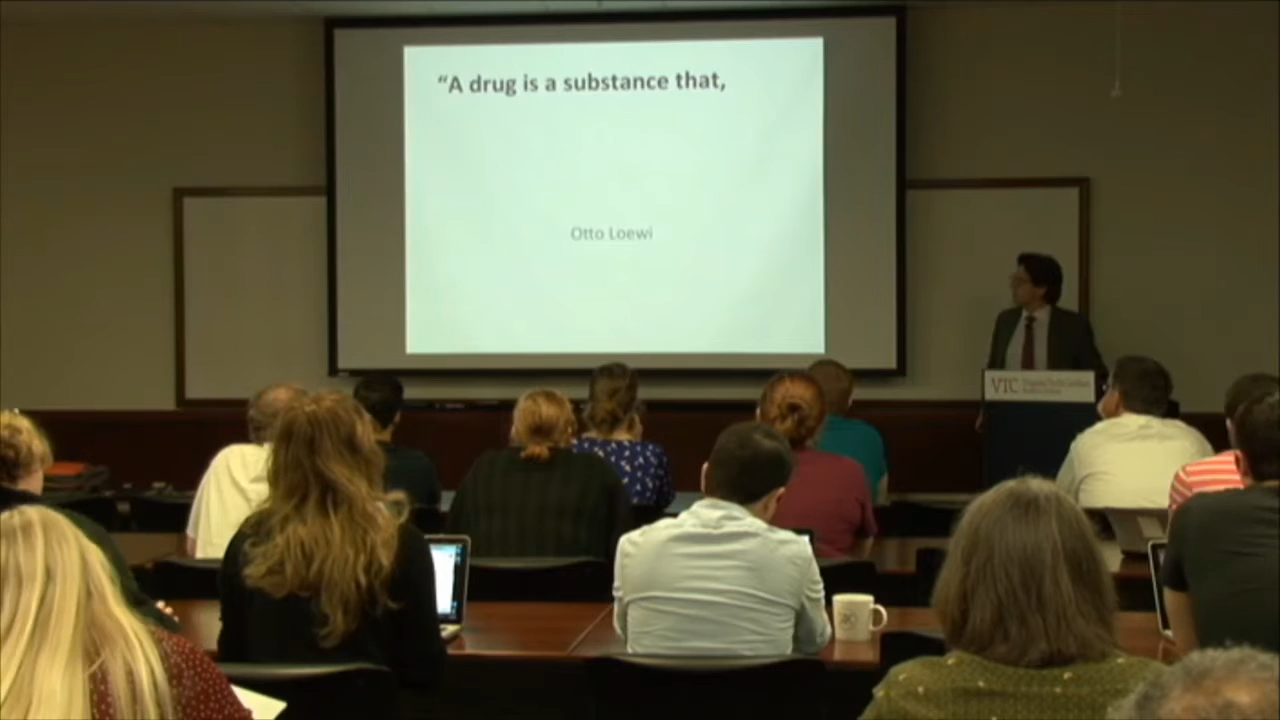 “A drug is a substance that,
Otto Loewi
VTC